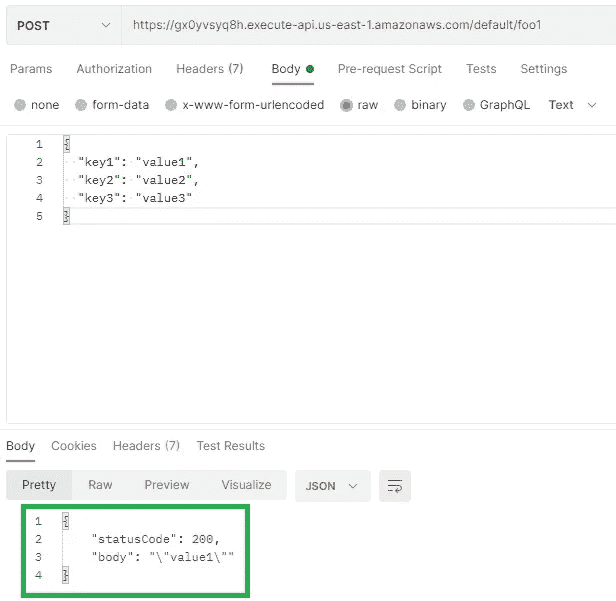 POST https://gx0yvsyq8h.execute-api.us-east-1.amazonaws.com/default/foo1
Params Authorization Headers (7) Body Pre-request Script Tests Settings
none form-data x-www-form-urlencoded raw binary GraphQL Text
1 {
2 "key1": "value1",
3 "key2": "value2",
4 "key3": "value3"
5 }
Body Cookies Headers (7) Test Results
Pretty Raw Preview Visualize JSON
1 {
2 "statusCode": 200,
3 "body": "\"value1\""
4 }